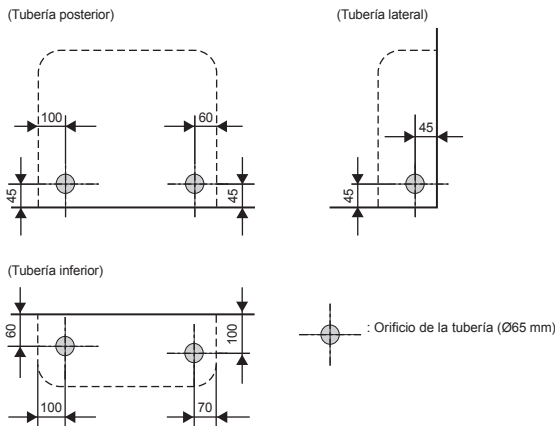 (Tubería posterior)
(Tubería lateral)
100
60
45
45
45
45
(Tubería inferior)
60
100
: Orificio de la tubería (Ø65 mm)
100
70